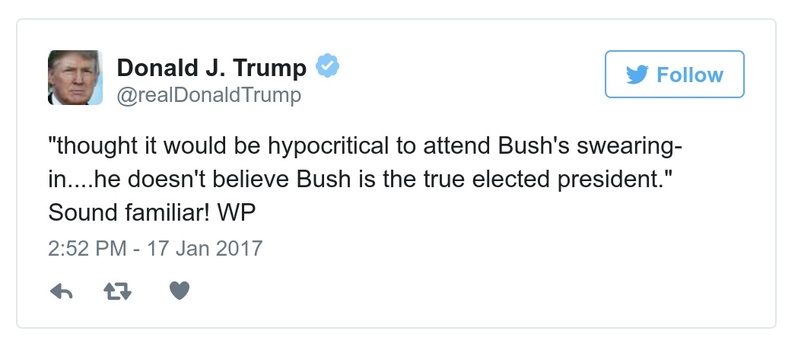 Donald J. Trump
@realDonaldTrump
Follow
"thought it would be hypocritical to attend Bush's swearing-
in....he doesn't believe Bush is the true elected president."
Sound familiar! WP
2:52 PM - 17 Jan 2017